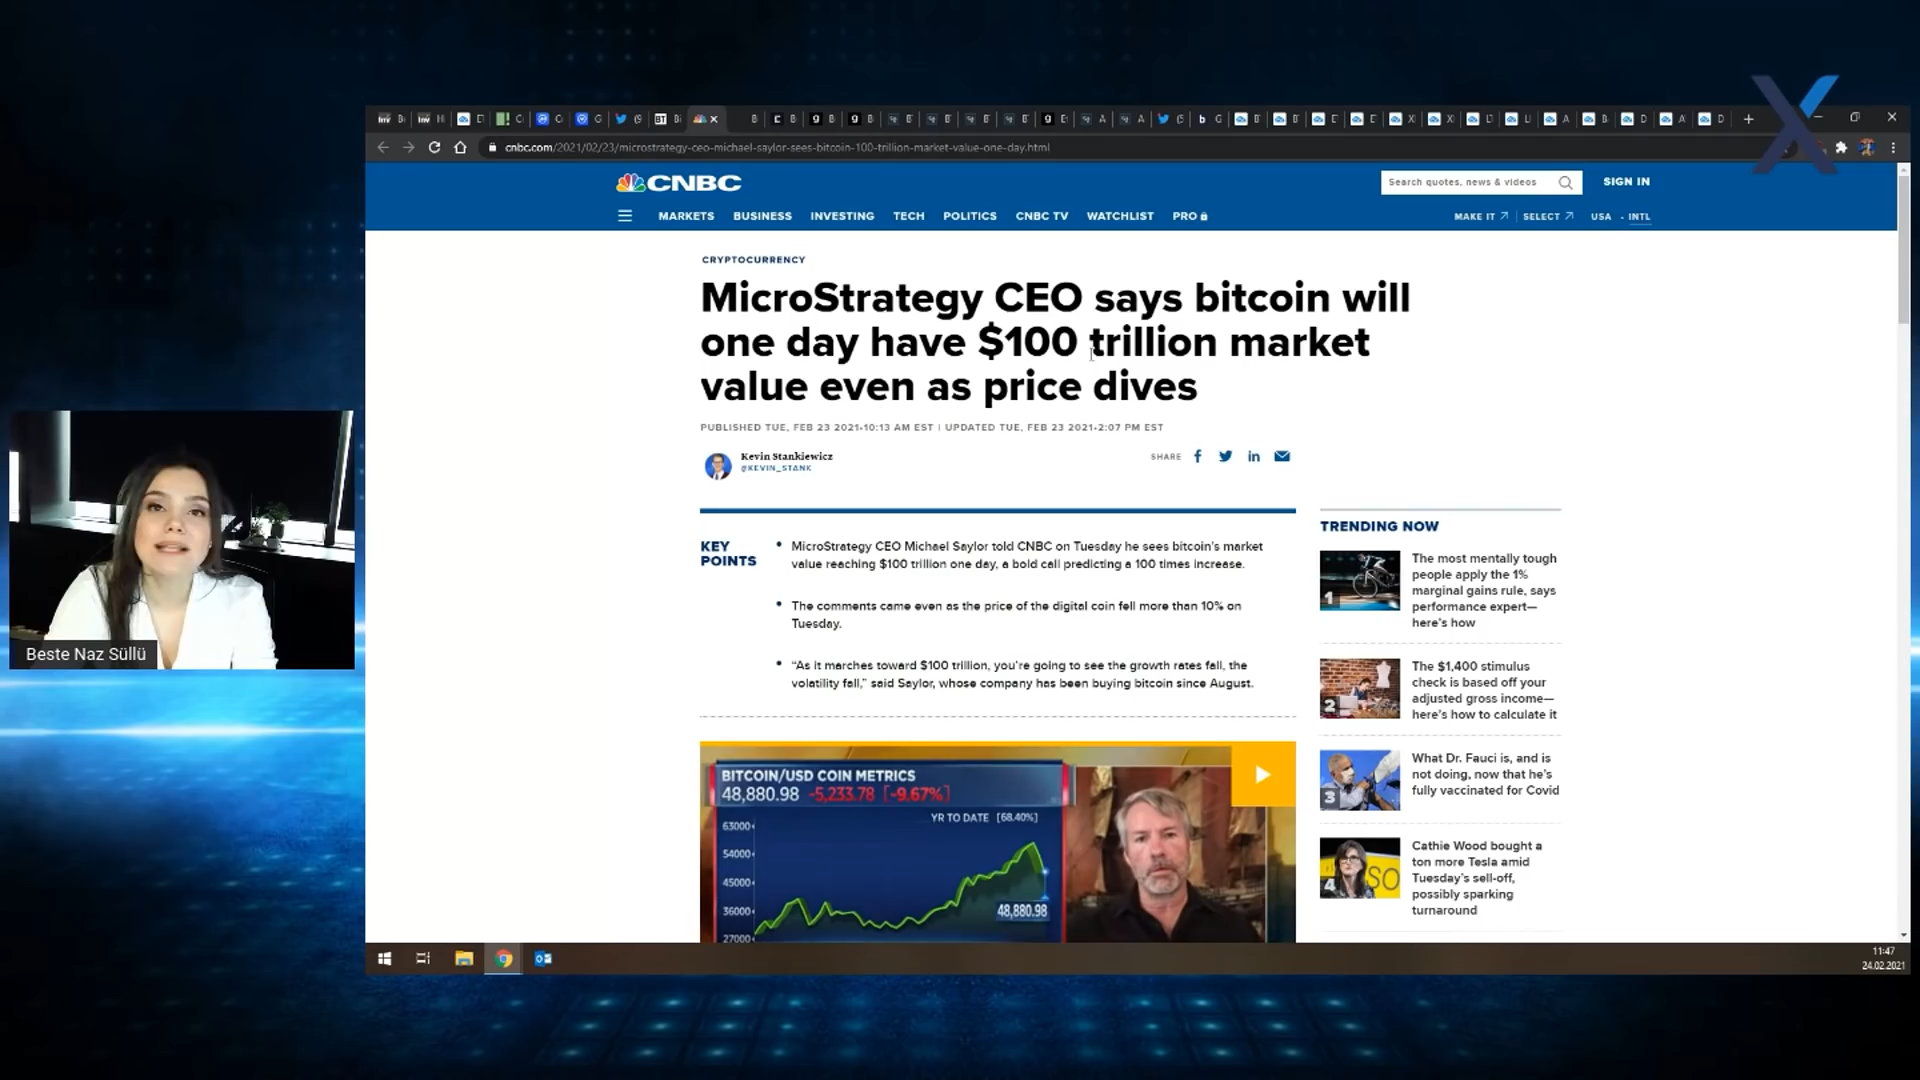 cnbc.com/2021/02/23/microstrategy-ceo-michael-saylor-sees-bitcoin-100-trillion-market-value-one-day.html
CNBC
Search quotes, news & videos
SIGN IN
MARKETS BUSINESS INVESTING TECH POLITICS CNBC TV WATCHLIST PRO
MAKE IT SELECT USA · INTL
CRYPTOCURRENCY
MicroStrategy CEO says bitcoin will
one day have $100 trillion market
value even as price dives
PUBLISHED TUE, FEB 23 2021•10:13 AM EST | UPDATED TUE, FEB 23 2021•2:07 PM EST
Kevin Stankiewicz
@KEVIN_STANK
SHARE
KEY
POINTS
• MicroStrategy CEO Michael Saylor told CNBC on Tuesday he sees bitcoin's market
value reaching $100 trillion one day, a bold call predicting a 100 times increase.
• The comments came even as the price of the digital coin fell more than 10% on
Tuesday.
• “As it marches toward $100 trillion, you're going to see the growth rates fall, the
volatility fall,” said Saylor, whose company has been buying bitcoin since August.
BITCOIN/USD COIN METRICS
48,880.98 -5,233.78 [-9.67%]
YR TO DATE [68.40%]
63000
54000
45000
36000
27000
48,880.98
TRENDING NOW
1
The most mentally tough
people apply the 1%
marginal gains rule, says
performance expert—
here's how
2
The $1,400 stimulus
check is based off your
adjusted gross income—
here's how to calculate it
3
What Dr. Fauci is, and is
not doing, now that he's
fully vaccinated for Covid
4
Cathie Wood bought a
ton more Tesla amid
Tuesday's sell-off,
possibly sparking
turnaround
Beste Naz Süllü
11:47
24.02.2021